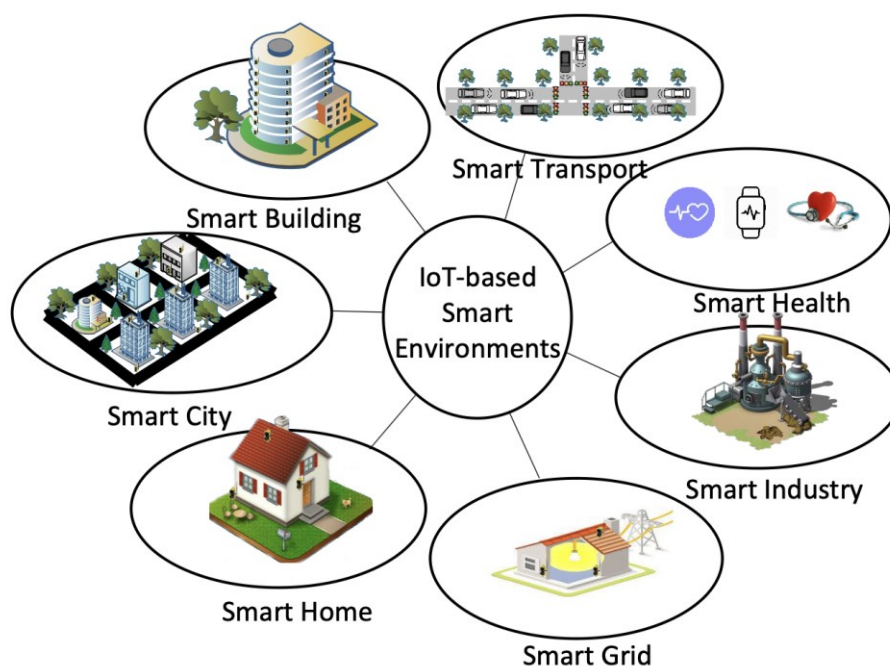 Smart Transport
Smart Building
IoT-based
Smart
Environments
Smart Health
Smart City
Smart Industry
Smart Home
Smart Grid